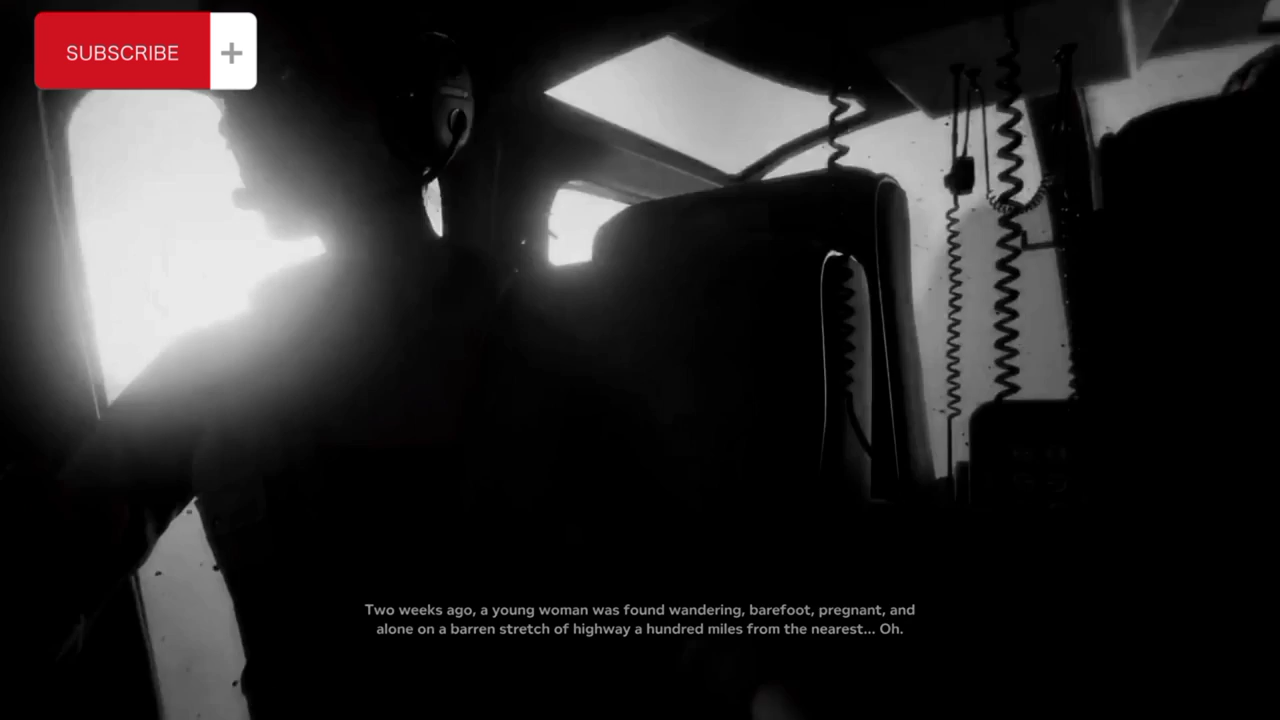 SUBSCRIBE
Two weeks ago, a young woman was found wandering, barefoot, pregnant, and
alone on a barren stretch of highway a hundred miles from the nearest... Oh.